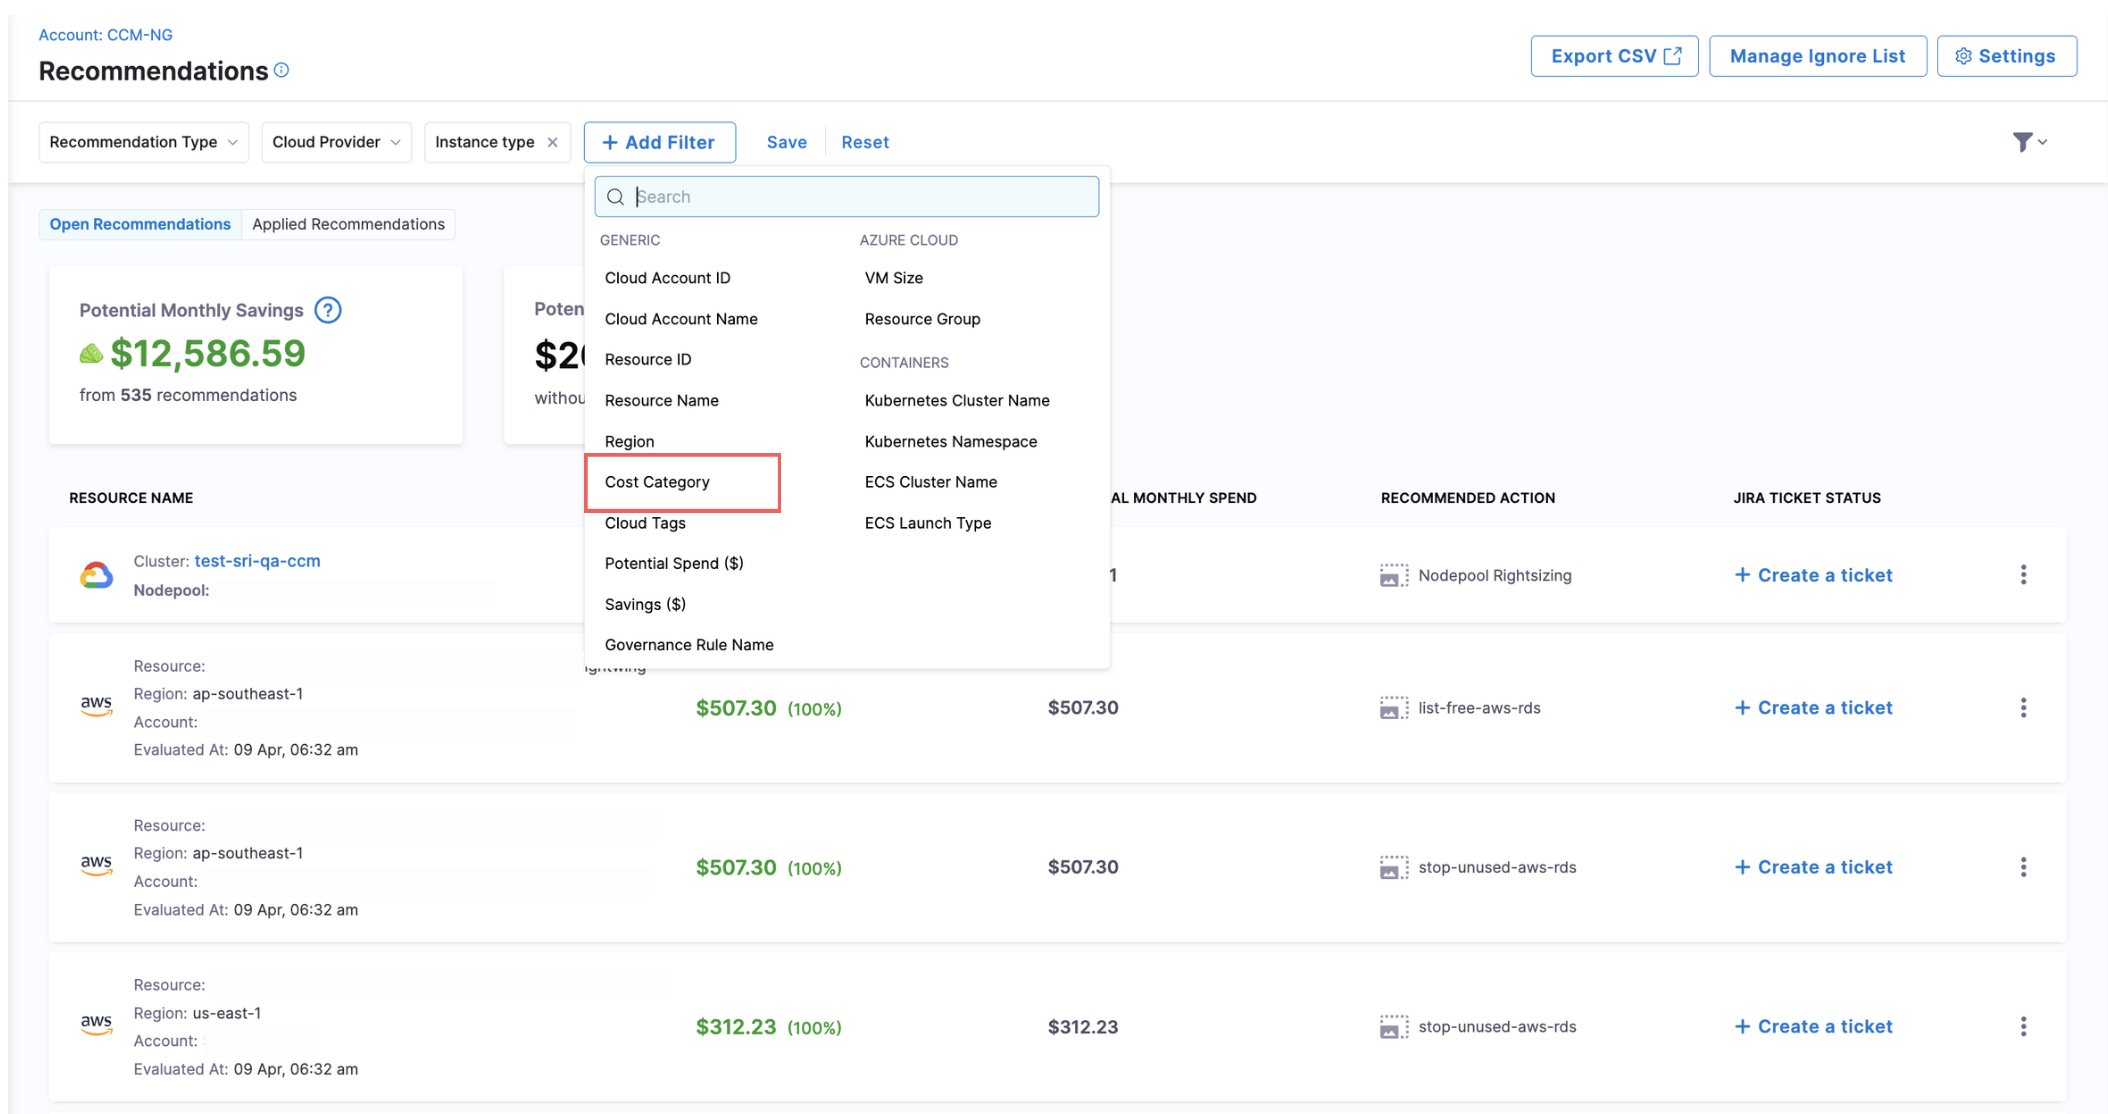 Account: CCM-NG
Recommendations
Export CSV
Manage Ignore List
Settings
Recommendation Type
Cloud Provider
Instance type
+ Add Filter
Save
Reset
Search
Open Recommendations
Applied Recommendations
GENERIC
Cloud Account ID
Cloud Account Name
Resource ID
Resource Name
Region
Cost Category
Cloud Tags
Potential Spend ($)
Savings ($)
Governance Rule Name
AZURE CLOUD
VM Size
Resource Group
CONTAINERS
Kubernetes Cluster Name
Kubernetes Namespace
ECS Cluster Name
ECS Launch Type
Potential Monthly Savings ?
$12,586.59
from 535 recommendations
RESOURCE NAME
MONTHLY SPEND
RECOMMENDED ACTION
JIRA TICKET STATUS
Cluster: test-sri-qa-ccm
Nodepool:
1
Nodepool Rightsizing
+ Create a ticket
aws
Resource:
Region: ap-southeast-1
Account:
Evaluated At: 09 Apr, 06:32 am
$507.30 (100%)
$507.30
list-free-aws-rds
+ Create a ticket
aws
Resource:
Region: ap-southeast-1
Account:
Evaluated At: 09 Apr, 06:32 am
$507.30 (100%)
$507.30
stop-unused-aws-rds
+ Create a ticket
aws
Resource:
Region: us-east-1
Account:
Evaluated At: 09 Apr, 06:32 am
$312.23 (100%)
$312.23
stop-unused-aws-rds
+ Create a ticket